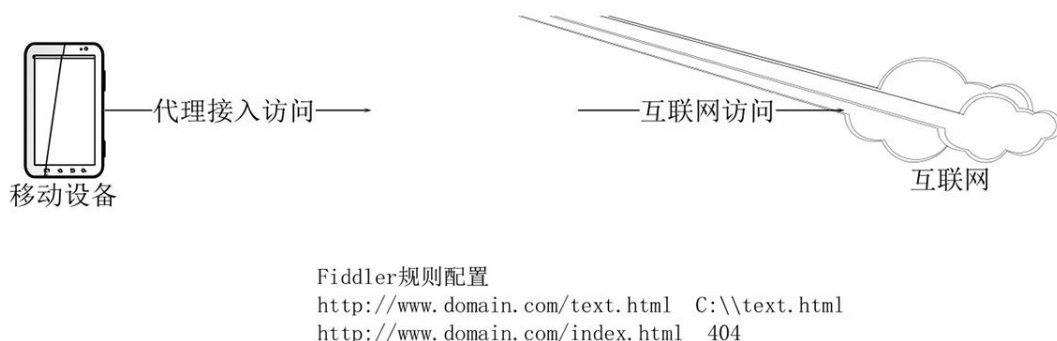 代理接入访问
互联网访问
移动设备
互联网
Fiddler规则配置
http://www.domain.com/text.html C:\\text.html
http://www.domain.com/index.html 404